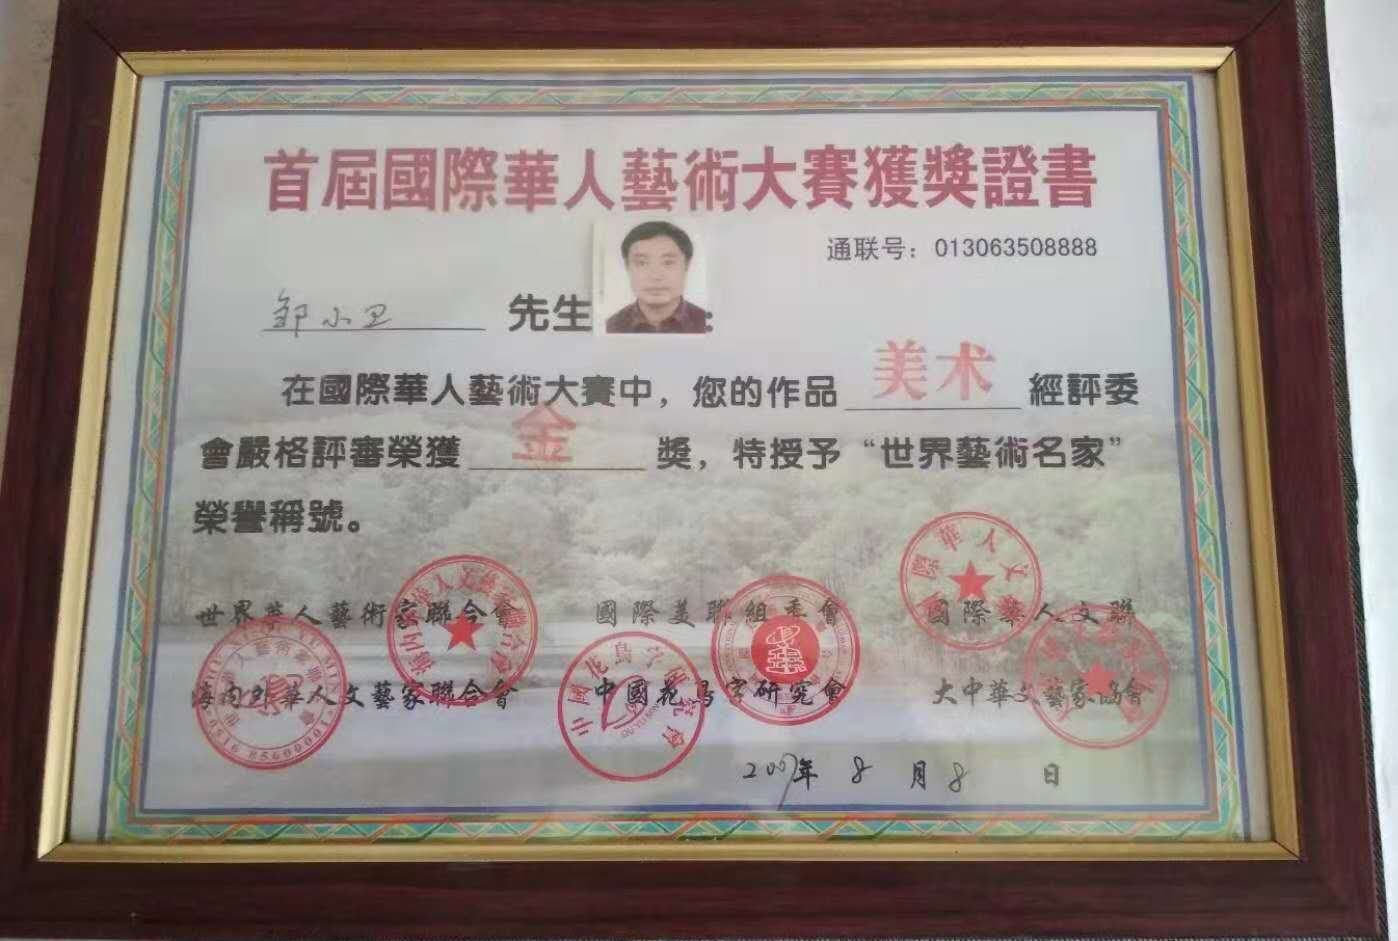 首屆國際華人藝術大賽獲獎證書
通联号：013063508888
邹小卫 先生：
在國際華人藝術大賽中，您的作品 美术 經評委
會嚴格評審榮獲 金 獎，特授予“世界藝術名家”
榮譽稱號。
世界華人藝術家聯合會 國際美聯組委會 國際華人文聯
海内外華人文藝家聯合會 中國花鳥字研究會 大中華文藝家協會
2007年 8 月 8 日